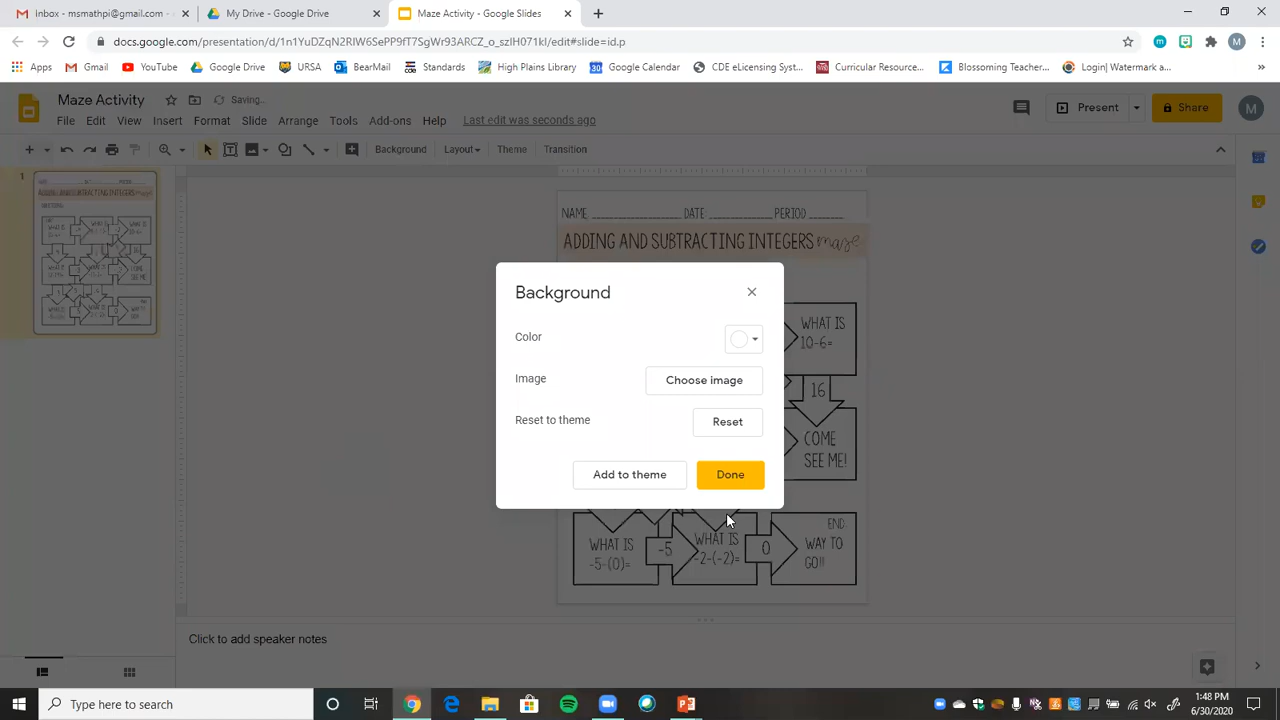 Inbox - msmathpi@gmail.com -
My Drive - Google Drive
Maze Activity - Google Slides
docs.google.com/presentation/d/1n1YuDZqN2RIW6SePP9fT7SgWr93ARCZ_o_szIH071kI/edit#slide=id.p
Apps
Gmail
YouTube
Google Drive
URSA
BearMail
Standards
High Plains Library
Google Calendar
CDE eLicensing Syst...
Curricular Resource...
Blossoming Teacher...
Login| Watermark a...
Maze Activity
Saving...
File Edit View Insert Format Slide Arrange Tools Add-ons Help Last edit was seconds ago
Present
Share
M
Background Layout Theme Transition
1
NAME ____________ DATE: __________ PERIOD _____
ADDING AND SUBTRACTING INTEGERS maze
Background
Color
Image
Choose image
Reset to theme
Reset
Add to theme
Done
WHAT IS
10-6=
16
COME
SEE ME!
WHAT IS
-5-(0)=
-5
WHAT IS
-2-(-2)=
0
END:
WAY TO
GO!!
Click to add speaker notes
Type here to search
1:48 PM
6/30/2020